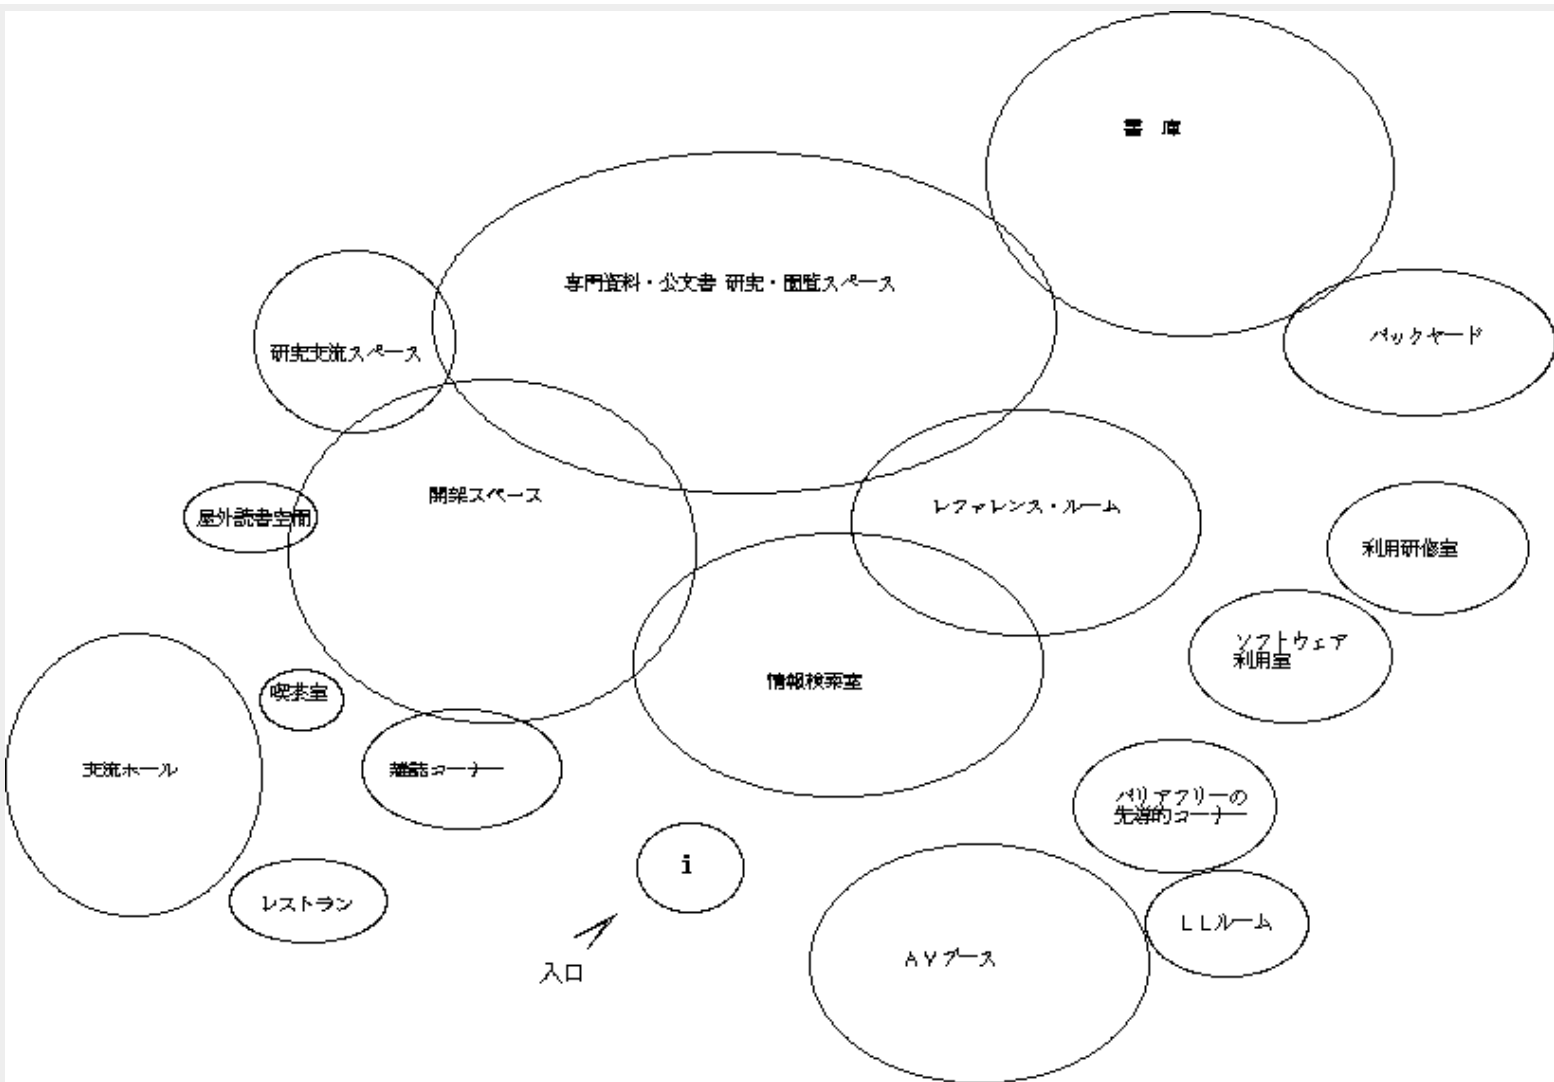 書 庫
専門資料・公文書 研究・閲覧スペース
バックヤード
研究交流スペース
開架スペース
レファレンス・ルーム
屋外読書空間
利用研修室
ソフトウェア
利用室
情報検索室
喫茶室
交流ホール
雑誌コーナー
バリアフリーの
先導的コーナー
i
レストラン
LLルーム
AVブース
入口